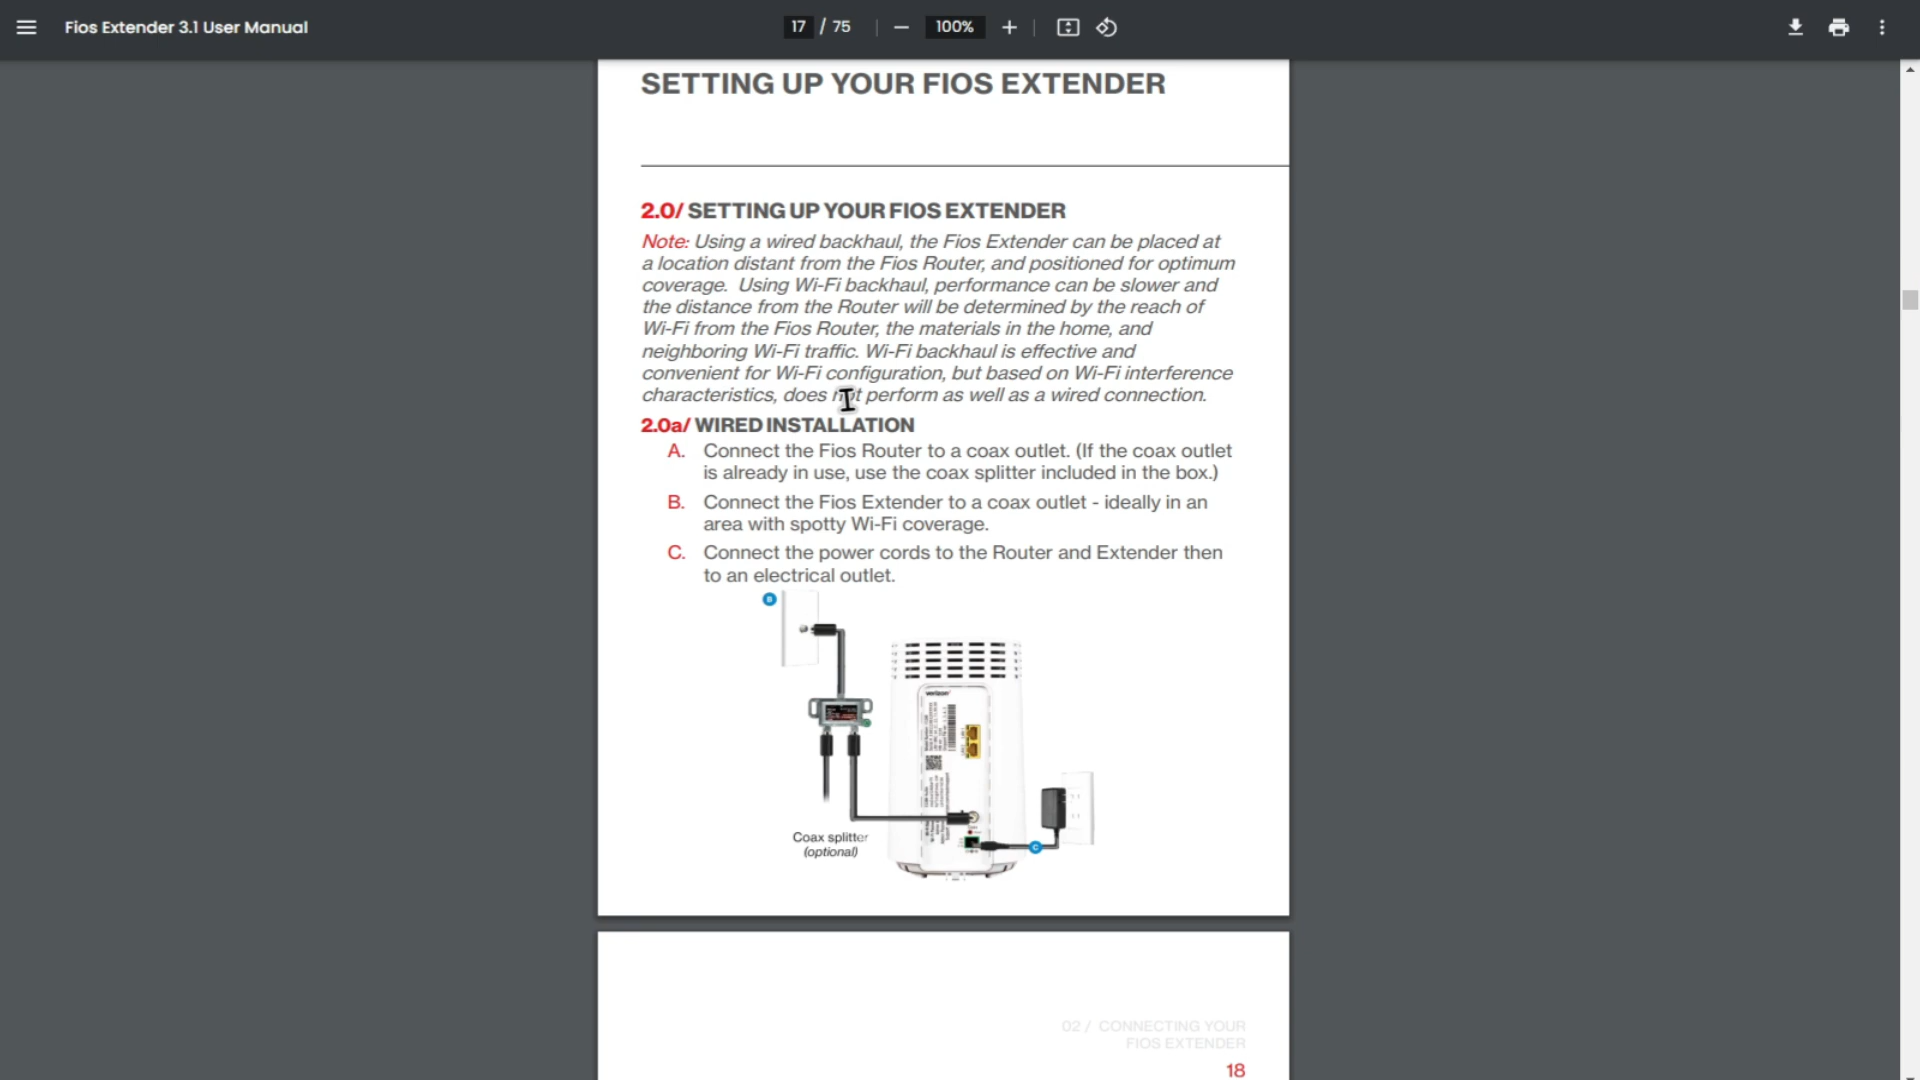 Fios Extender 3.1 User Manual
17 / 75
100%
SETTING UP YOUR FIOS EXTENDER
2.0/ SETTING UP YOUR FIOS EXTENDER
Note: Using a wired backhaul, the Fios Extender can be placed at
a location distant from the Fios Router, and positioned for optimum
coverage. Using Wi-Fi backhaul, performance can be slower and
the distance from the Router will be determined by the reach of
Wi-Fi from the Fios Router, the materials in the home, and
neighboring Wi-Fi traffic. Wi-Fi backhaul is effective and
convenient for Wi-Fi configuration, but based on Wi-Fi interference
characteristics, does not perform as well as a wired connection.
2.0a/ WIRED INSTALLATION
A. Connect the Fios Router to a coax outlet. (If the coax outlet
is already in use, use the coax splitter included in the box.)
B. Connect the Fios Extender to a coax outlet - ideally in an
area with spotty Wi-Fi coverage.
C. Connect the power cords to the Router and Extender then
to an electrical outlet.
B
verizon
C
Coax splitter
(optional)
02 / CONNECTING YOUR
FIOS EXTENDER
18